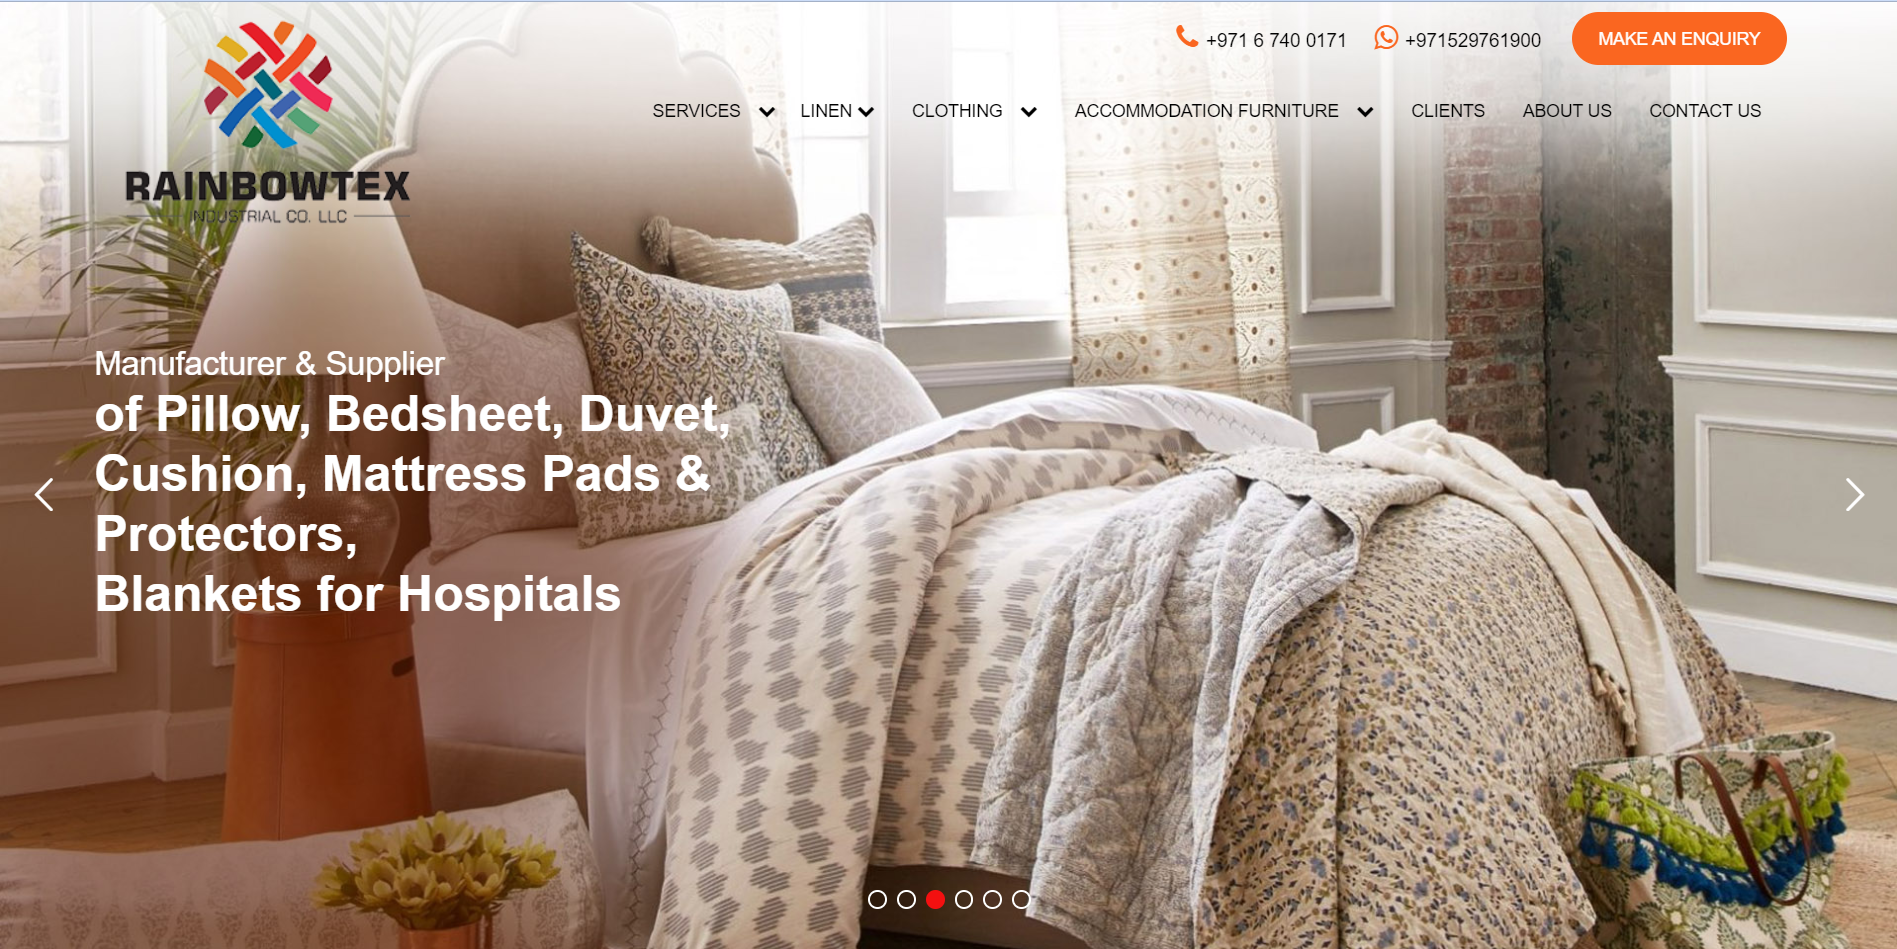 +971 6 740 0171
+971529761900
MAKE AN ENQUIRY
SERVICES
LINEN
CLOTHING
ACCOMMODATION FURNITURE
CLIENTS
ABOUT US
CONTACT US
RAINBOWTEX
INDUSTRIAL CO. LLC
Manufacturer & Supplier
of Pillow, Bedsheet, Duvet,
Cushion, Mattress Pads &
Protectors,
Blankets for Hospitals